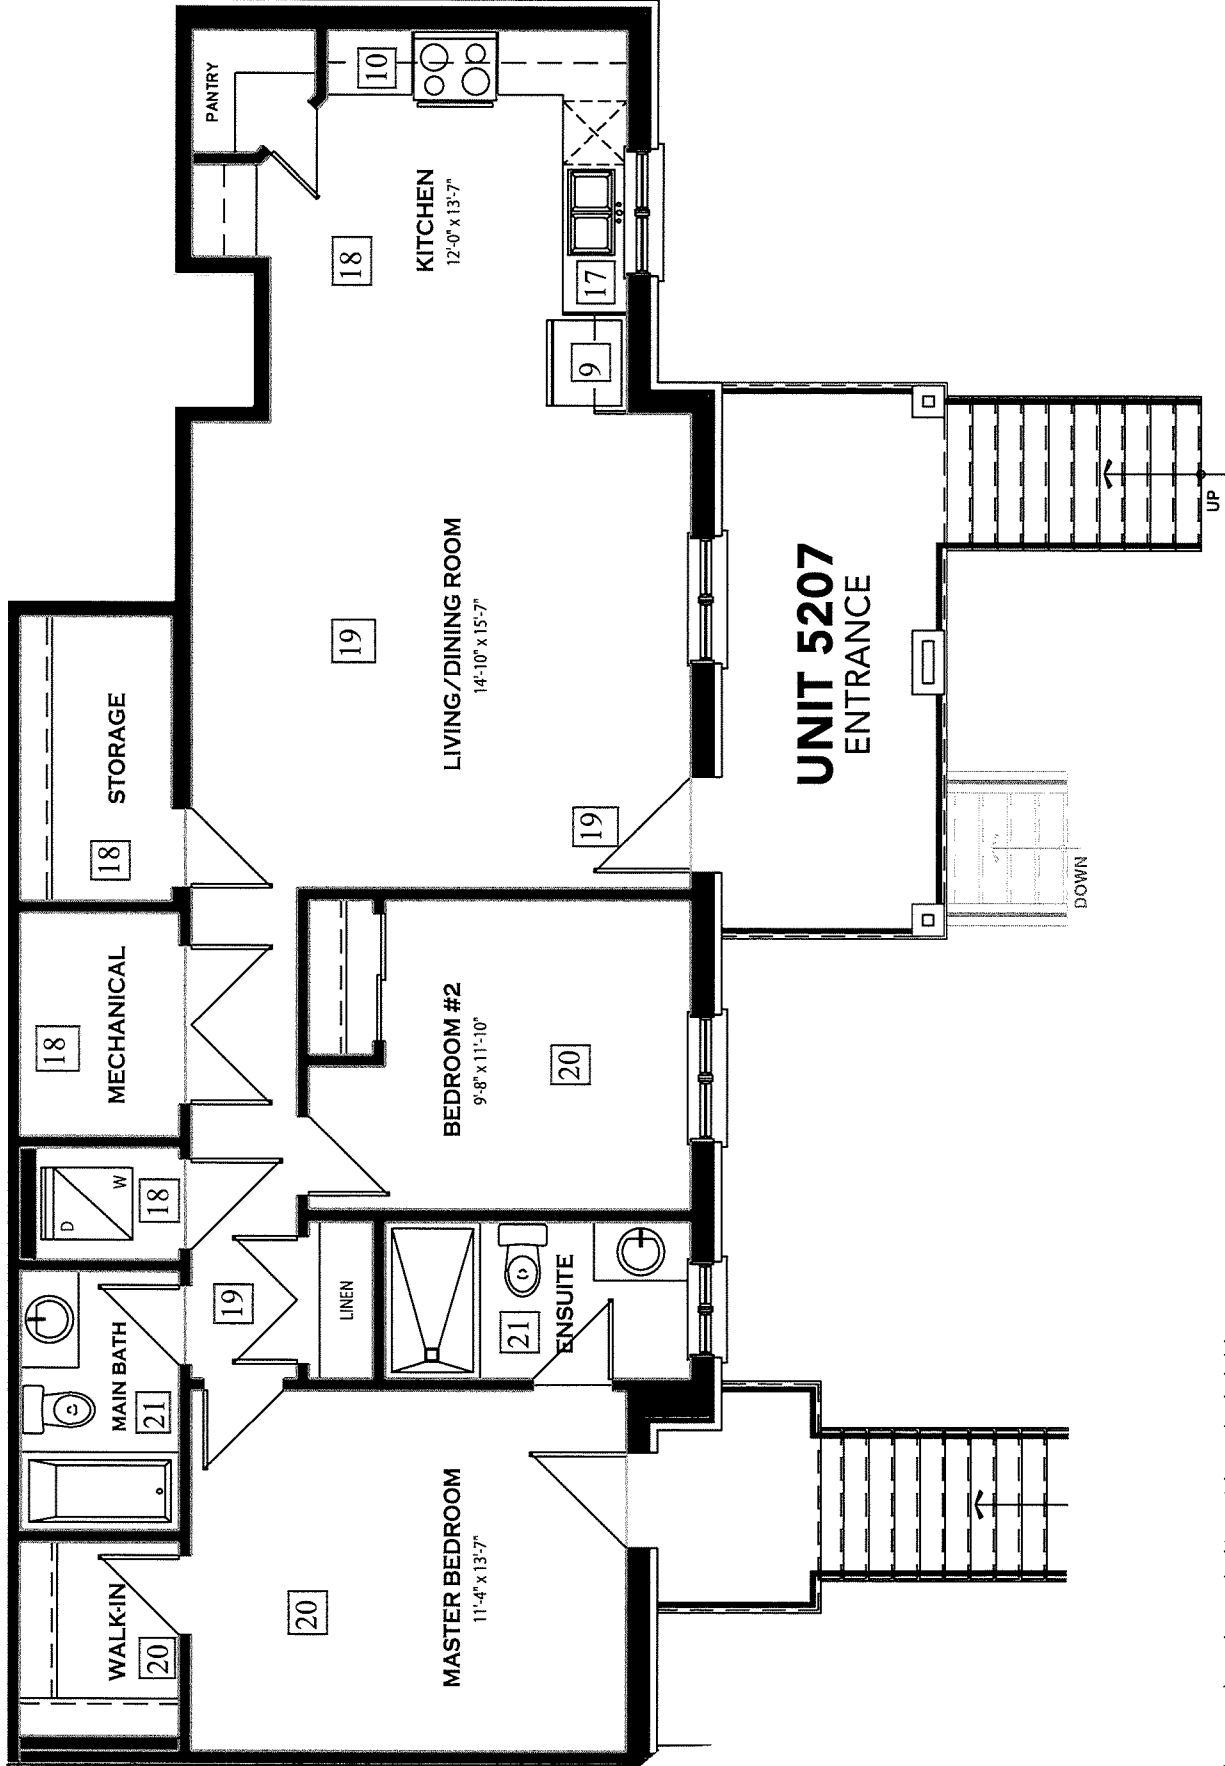 PANTRY
10
KITCHEN
12'-0" x 13'-7"
18
17
9
LIVING/DINING ROOM
14'-10" x 15'-7"
19
19
STORAGE
18
MECHANICAL
18
D
W
18
MAIN BATH
21
19
LINEN
BEDROOM #2
9'-8" x 11'-10"
20
ENSUITE
21
MASTER BEDROOM
11'-4" x 13'-7"
20
WALK-IN
20
UNIT 5207
ENTRANCE
UP
DOWN